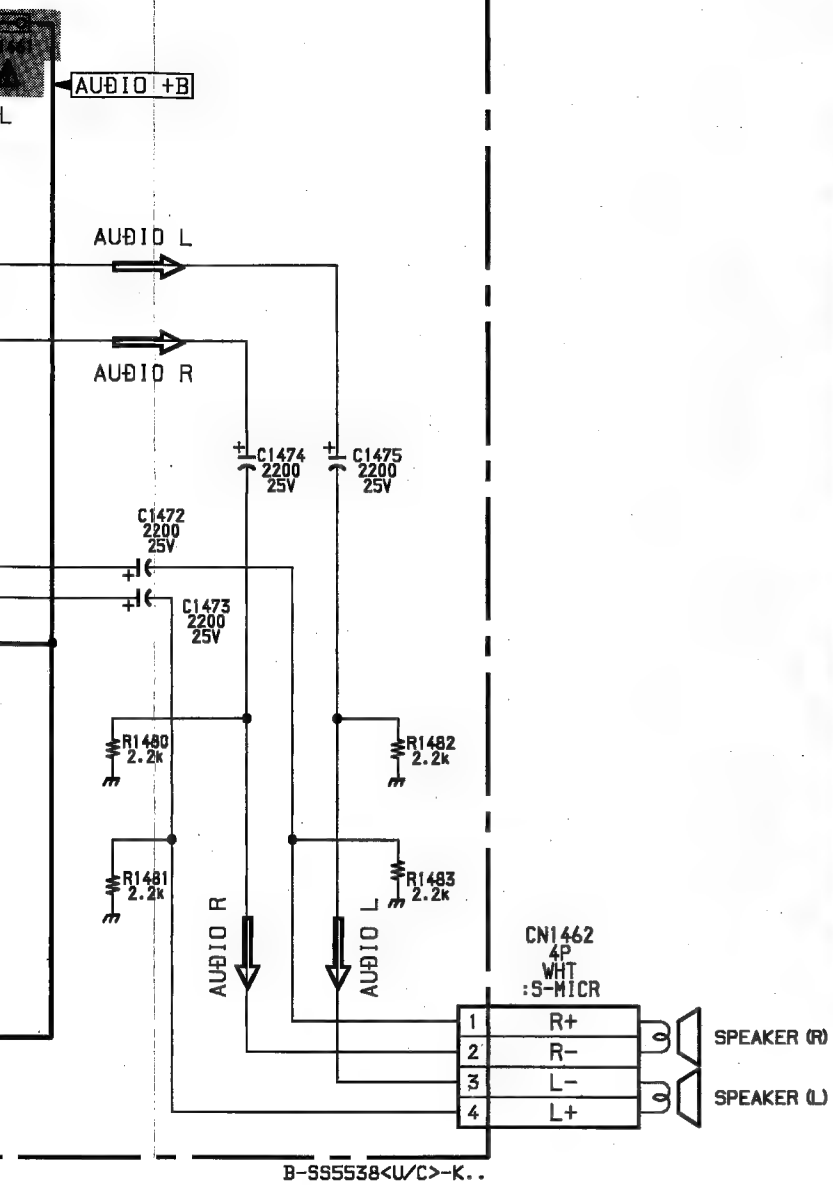 AUDIO +B
L
AUDIO L
AUDIO R
+
C1474
2200
25V
+
C1475
2200
25V
C1472
2200
25V
+
+
C1473
2200
25V
R1480
2.2k
R1482
2.2k
R1481
2.2k
R1483
2.2k
AUDIO R
AUDIO L
CN1462
4P
WHT
:S-MICR
1 R+
2 R-
3 L-
4 L+
SPEAKER (R)
SPEAKER (L)
B-SS5538<U/C>-K..